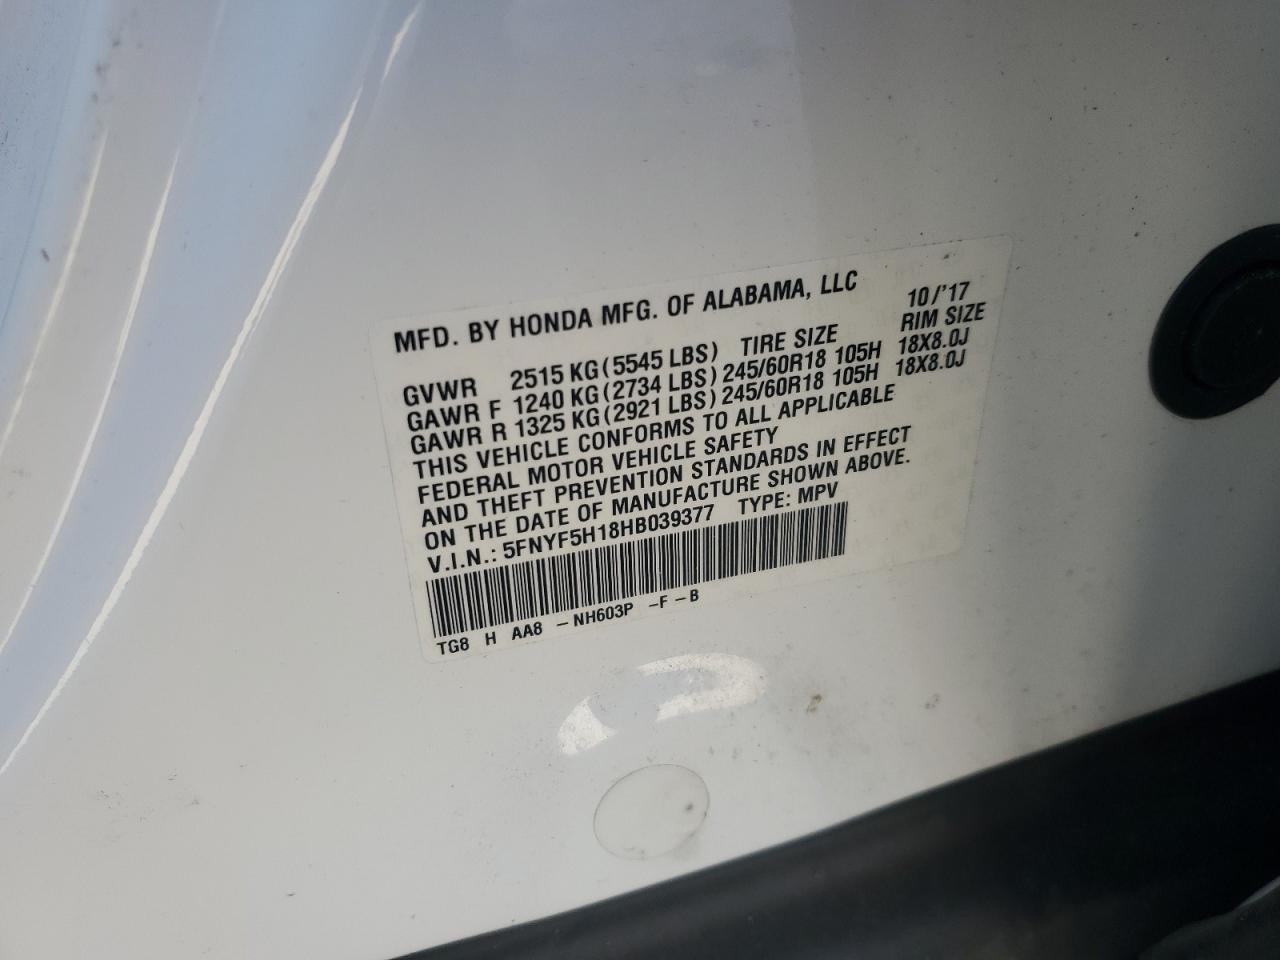 MFD. BY HONDA MFG. OF ALABAMA, LLC 10/'17
TIRE SIZE RIM SIZE
GVWR 2515 KG (5545 LBS)
GAWR F 1240 KG (2734 LBS) 245/60R18 105H 18X8.0J
GAWR R 1325 KG (2921 LBS) 245/60R18 105H 18X8.0J
THIS VEHICLE CONFORMS TO ALL APPLICABLE
FEDERAL MOTOR VEHICLE SAFETY
AND THEFT PREVENTION STANDARDS IN EFFECT
ON THE DATE OF MANUFACTURE SHOWN ABOVE.
V.I.N.: 5FNYF5H18HB039377 TYPE: MPV
TG8 H AA8 -NH603P -F-B